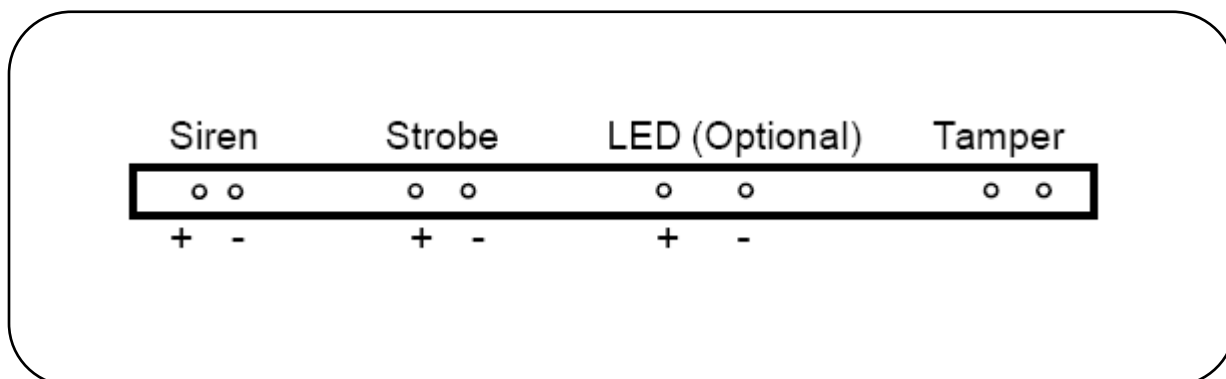 Siren Strobe LED (Optional) Tamper
+ - + - + -